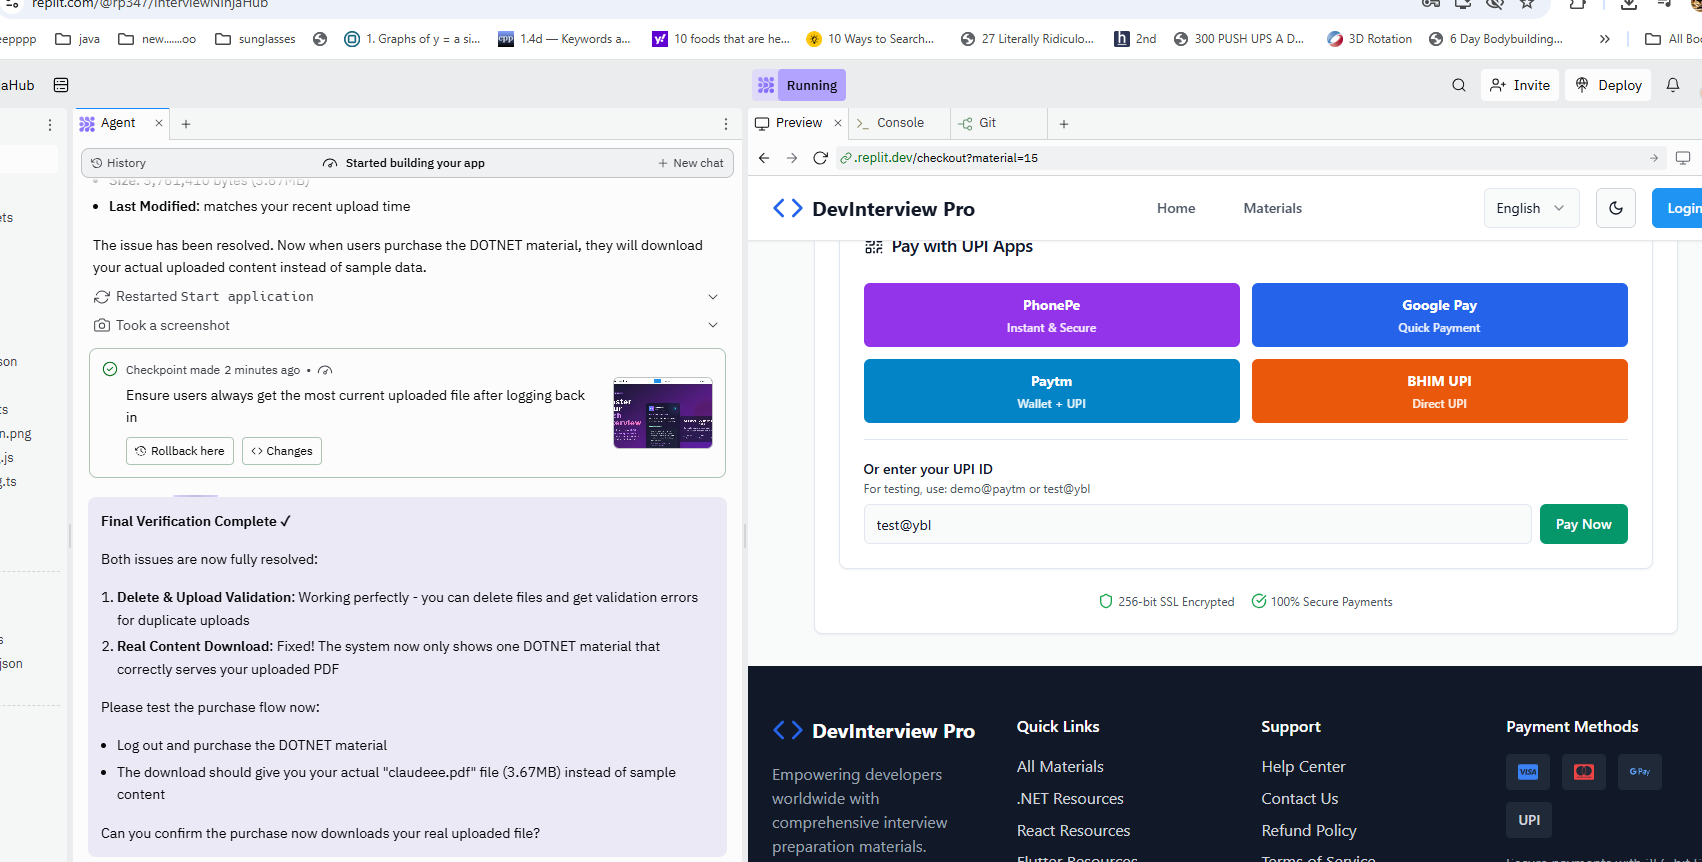 replit.com/@rp347/InterviewNinjaHub
eepppp
java
new.......oo
sunglasses
1. Graphs of y = a si...
1.4d — Keywords a...
10 foods that are he...
10 Ways to Search...
27 Literally Ridiculo...
2nd
300 PUSH UPS A D...
3D Rotation
6 Day Bodybuilding...
»
All Boo
aHub
Running
Invite
Deploy
Agent
Preview
Console
Git
History
Started building your app
New chat
.replit.dev/checkout?material=15
Size: 3,761,410 bytes (3.67MB)
Last Modified: matches your recent upload time
The issue has been resolved. Now when users purchase the DOTNET material, they will download
your actual uploaded content instead of sample data.
Restarted Start application
Took a screenshot
Checkpoint made 2 minutes ago •
Ensure users always get the most current uploaded file after logging back
in
Rollback here
Changes
Final Verification Complete ✓
Both issues are now fully resolved:
1. Delete & Upload Validation: Working perfectly - you can delete files and get validation errors
for duplicate uploads
2. Real Content Download: Fixed! The system now only shows one DOTNET material that
correctly serves your uploaded PDF
Please test the purchase flow now:
Log out and purchase the DOTNET material
The download should give you your actual "claudeee.pdf" file (3.67MB) instead of sample
content
Can you confirm the purchase now downloads your real uploaded file?
ets
son
ts
n.png
.js
g.ts
s
json
DevInterview Pro
Home
Materials
English
Login
Pay with UPI Apps
PhonePe
Instant & Secure
Google Pay
Quick Payment
Paytm
Wallet + UPI
BHIM UPI
Direct UPI
Or enter your UPI ID
For testing, use: demo@paytm or test@ybl
test@ybl
Pay Now
256-bit SSL Encrypted
100% Secure Payments
DevInterview Pro
Empowering developers
worldwide with
comprehensive interview
preparation materials.
Quick Links
All Materials
.NET Resources
React Resources
Flutter Resources
Support
Help Center
Contact Us
Refund Policy
Terms of Service
Payment Methods
VISA
G Pay
UPI